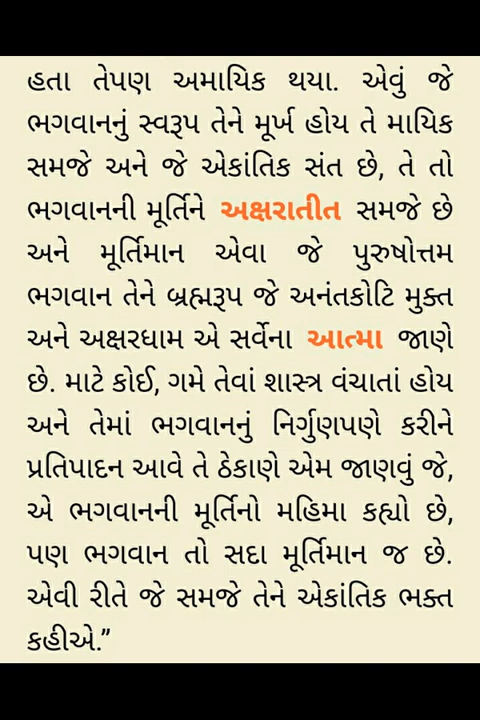 હતા તેપણ અમાયિક થયા. એવું જે
ભગવાનનું સ્વરૂપ તેને મૂર્ખ હોય તે માયિક
સમજે અને જે એકાંતિક સંત છે, તે તો
ભગવાનની મૂર્તિને અક્ષરાતીત સમજે છે
અને મૂર્તિમાન એવા જે પુરુષોત્તમ
ભગવાન તેને બ્રહ્મરૂપ જે અનંતકોટિ મુક્ત
અને અક્ષરધામ એ સર્વેના આત્મા જાણે
છે. માટે કોઈ, ગમે તેવાં શાસ્ત્ર વંચાતાં હોય
અને તેમાં ભગવાનનું નિર્ગુણપણે કરીને
પ્રતિપાદન આવે તે ઠેકાણે એમ જાણવું જે,
એ ભગવાનની મૂર્તિનો મહિમા કહ્યો છે,
પણ ભગવાન તો સદા મૂર્તિમાન જ છે.
એવી રીતે જે સમજે તેને એકાંતિક ભક્ત
કહીએ.”